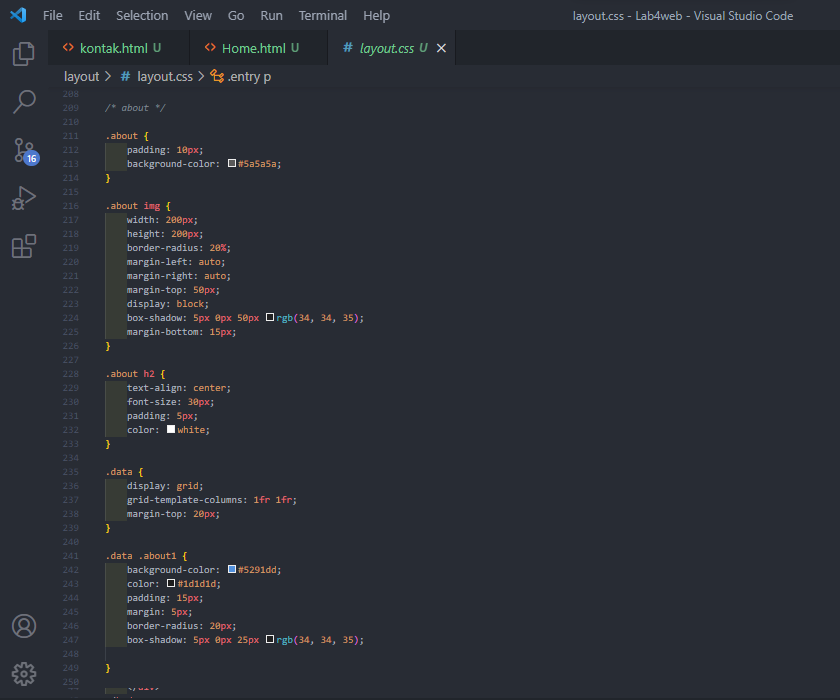 File Edit Selection View Go Run Terminal Help layout.css - Lab4web - Visual Studio Code
<> kontak.html U <> Home.html U # layout.css U ×
layout > # layout.css > .entry p
208
209 /* about */
210
211 .about {
212 padding: 10px;
213 background-color: #5a5a5a;
214 }
215
216 .about img {
217 width: 200px;
218 height: 200px;
219 border-radius: 20%;
220 margin-left: auto;
221 margin-right: auto;
222 margin-top: 50px;
223 display: block;
224 box-shadow: 5px 0px 50px rgb(34, 34, 35);
225 margin-bottom: 15px;
226 }
227
228 .about h2 {
229 text-align: center;
230 font-size: 30px;
231 padding: 5px;
232 color: white;
233 }
234
235 .data {
236 display: grid;
237 grid-template-columns: 1fr 1fr;
238 margin-top: 20px;
239 }
240
241 .data .about1 {
242 background-color: #5291dd;
243 color: #1d1d1d;
244 padding: 15px;
245 margin: 5px;
246 border-radius: 20px;
247 box-shadow: 5px 0px 25px rgb(34, 34, 35);
248
249 }
250
16